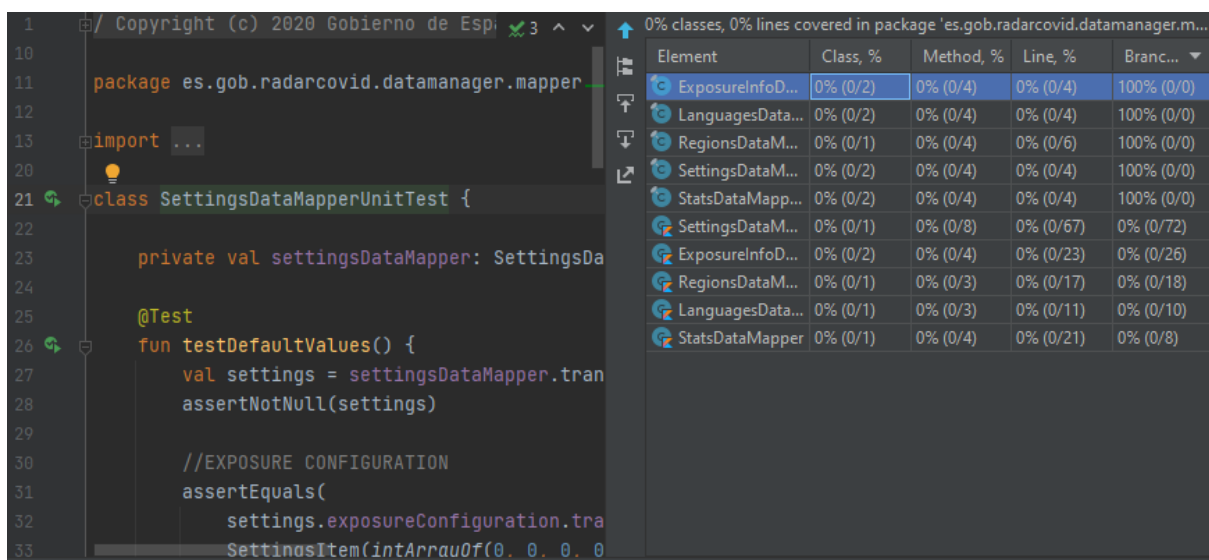 1 / Copyright (c) 2020 Gobierno de Esp 3
10
11 package es.gob.radarcovid.datamanager.mapper
12
13 import ...
20
21 class SettingsDataMapperUnitTest {
22
23 private val settingsDataMapper: SettingsDa
24
25 @Test
26 fun testDefaultValues() {
27 val settings = settingsDataMapper.tran
28 assertNotNull(settings)
29
30 //EXPOSURE CONFIGURATION
31 assertEquals(
32 settings.exposureConfiguration.tra
33 SettingsItem(intArrayOf(0, 0, 0, 0
0% classes, 0% lines covered in package 'es.gob.radarcovid.datamanager.m...
Element Class, % Method, % Line, % Branc...
ExposureInfoD... 0% (0/2) 0% (0/4) 0% (0/4) 100% (0/0)
LanguagesData... 0% (0/2) 0% (0/4) 0% (0/4) 100% (0/0)
RegionsDataM... 0% (0/1) 0% (0/4) 0% (0/6) 100% (0/0)
SettingsDataM... 0% (0/2) 0% (0/4) 0% (0/4) 100% (0/0)
StatsDataMapp... 0% (0/2) 0% (0/4) 0% (0/4) 100% (0/0)
SettingsDataM... 0% (0/1) 0% (0/8) 0% (0/67) 0% (0/72)
ExposureInfoD... 0% (0/2) 0% (0/4) 0% (0/23) 0% (0/26)
RegionsDataM... 0% (0/1) 0% (0/3) 0% (0/17) 0% (0/18)
LanguagesData... 0% (0/1) 0% (0/3) 0% (0/11) 0% (0/10)
StatsDataMapper 0% (0/1) 0% (0/4) 0% (0/21) 0% (0/8)